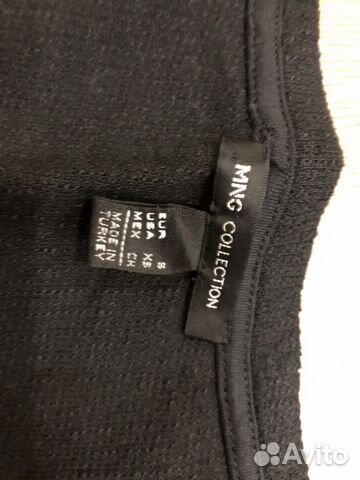 MNG COLLECTION
EUR S
USA XS
MEX CH
MADE IN
TURKEY
Avito